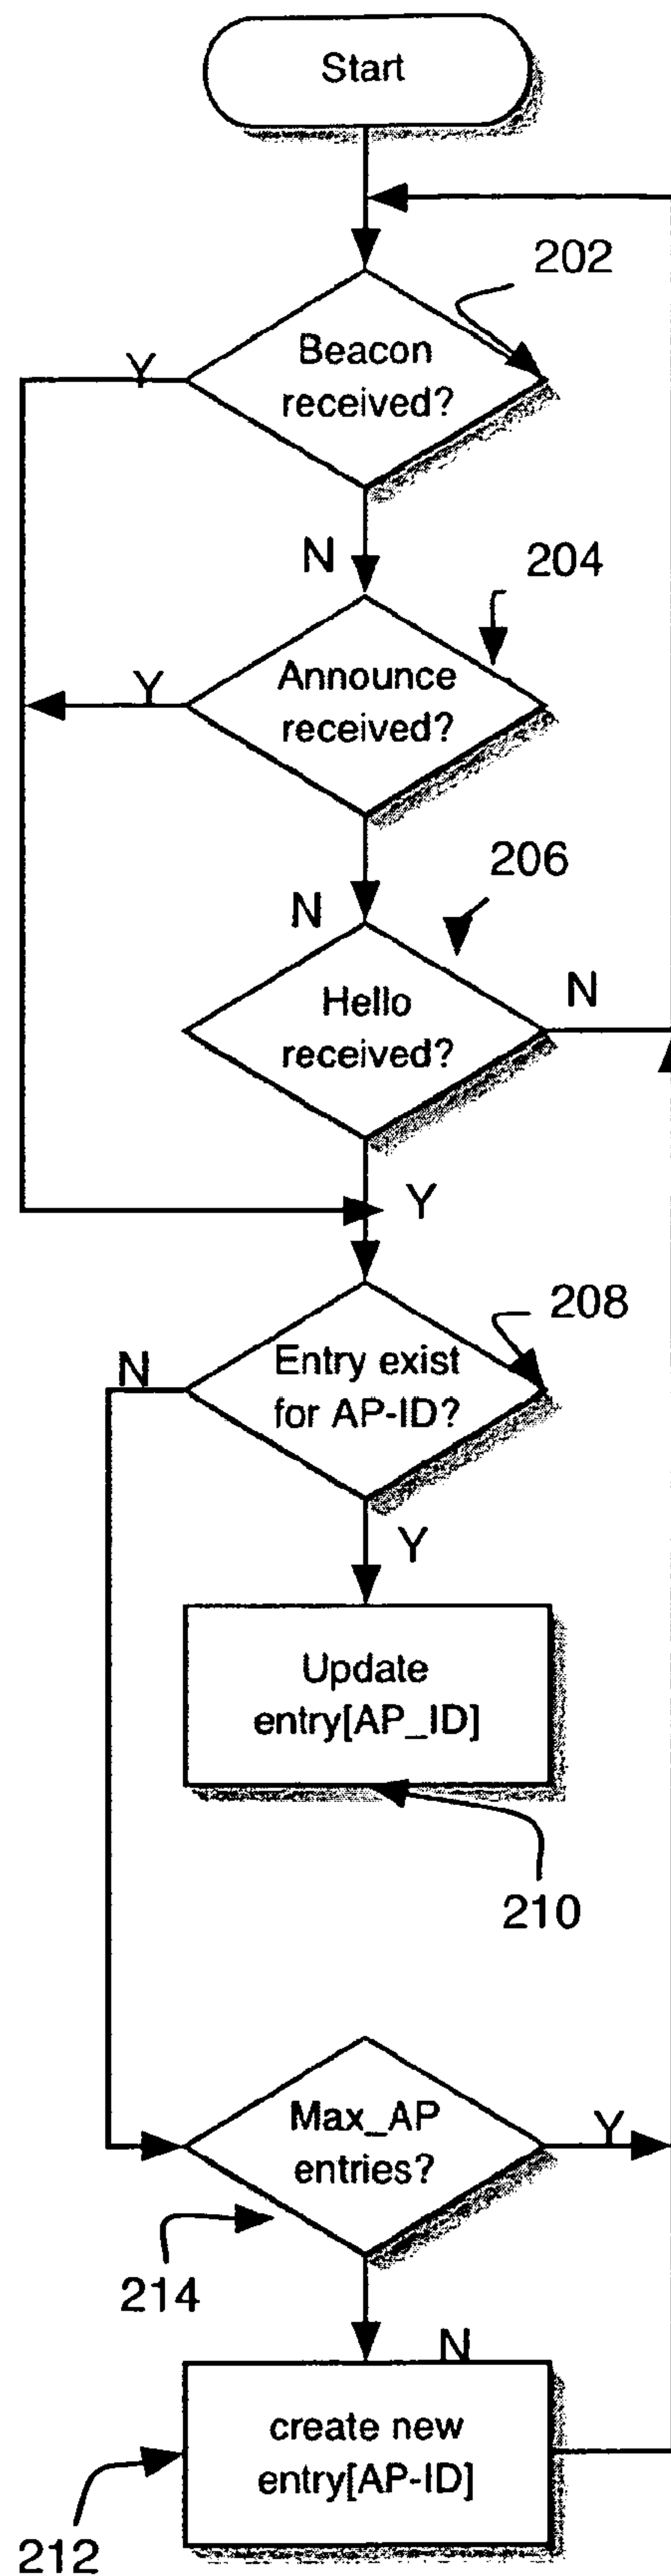 Start
202
Beacon
received?
Y
N
204
Announce
received?
Y
206
N
Hello
received?
N
Y
208
N
Entry exist
for AP-ID?
Y
Update
entry[AP_ID]
210
Max_AP
entries?
Y
214
N
create new
entry[AP-ID]
212